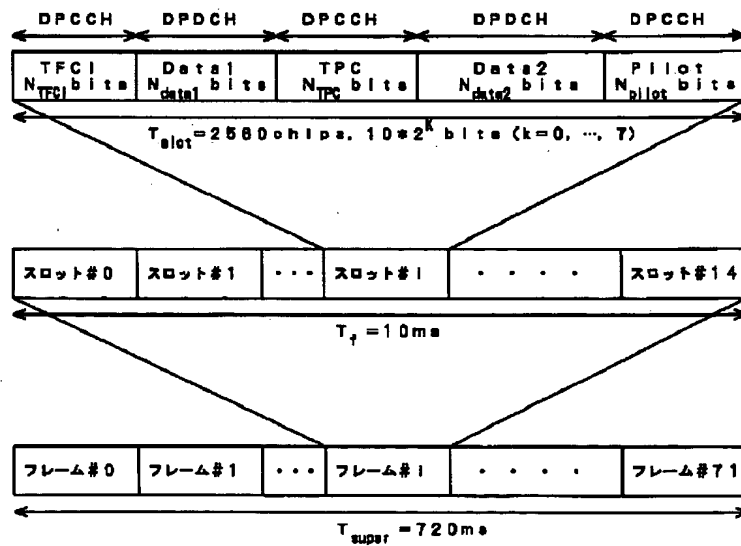 DPCCH DPDCH DPCCH DPDCH DPCCH
TFCI Data1 TPC Data2 Pilot
N_TFCI bits N_data1 bits N_TPC bits N_data2 bits N_pilot bits
T_slot=2560chips, 10*2^k bits (k=0, …, 7)
スロット#0 スロット#1 ・・・ スロット#i ・・・・ スロット#14
T_f=10ms
フレーム#0 フレーム#1 ・・・ フレーム#i ・・・・ フレーム#71
T_super=720ms